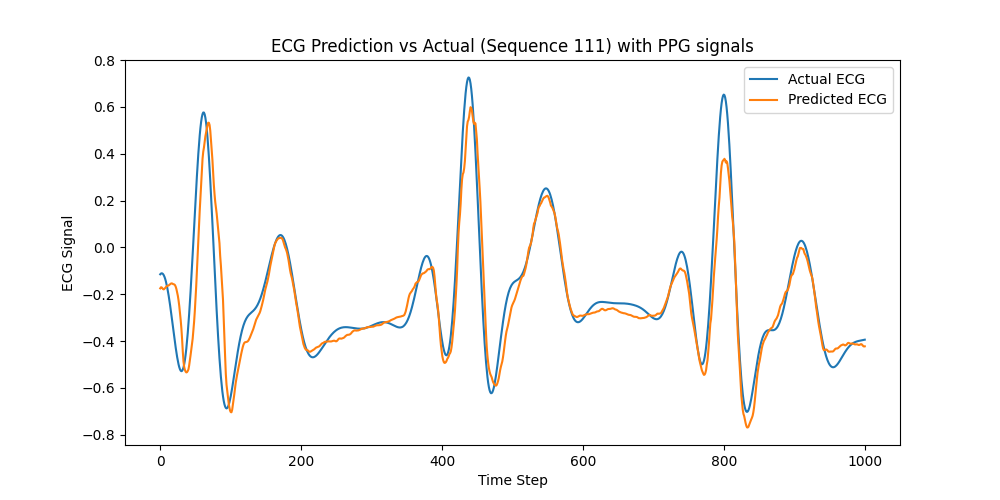 ECG Prediction vs Actual (Sequence 111) with PPG signals
Actual ECG
Predicted ECG
ECG Signal
0.8
0.6
0.4
0.2
0.0
−0.2
−0.4
−0.6
−0.8
0 200 400 600 800 1000
Time Step